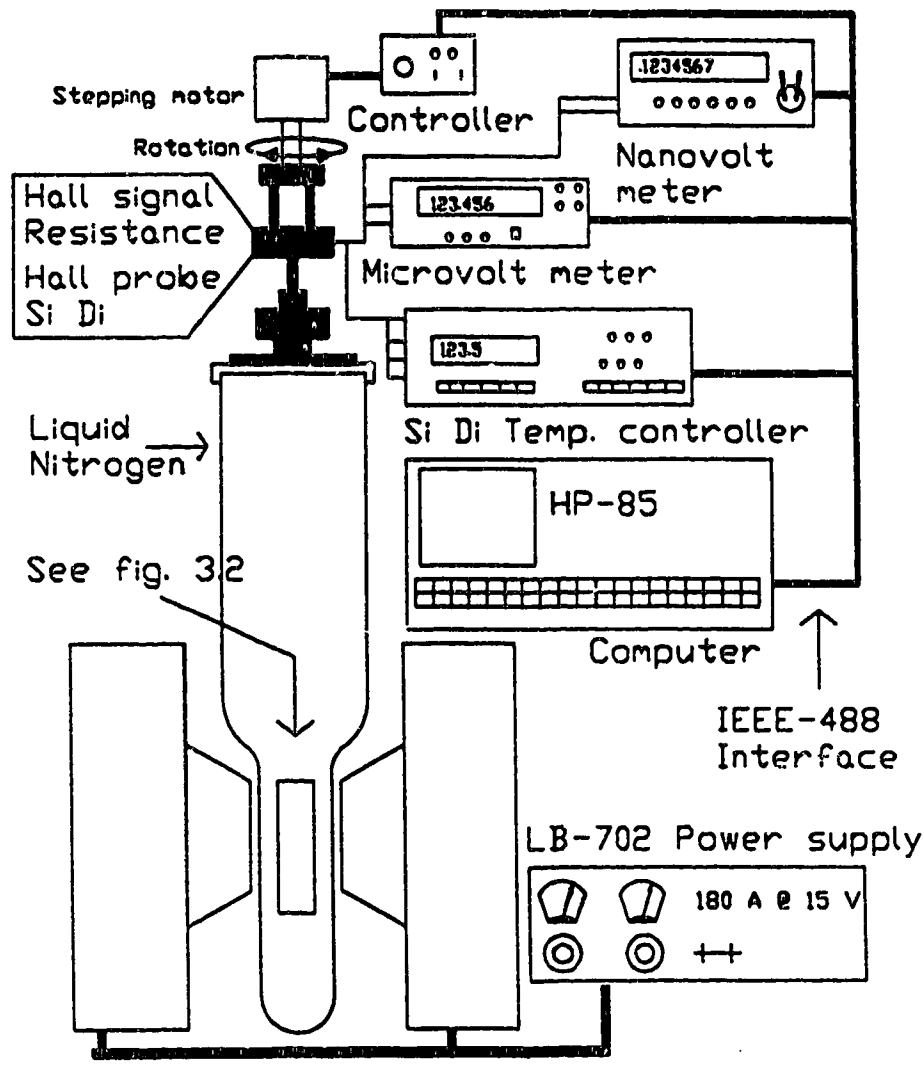 Stepping motor
Controller
.1234567
Rotation
Nanovolt
meter
Hall signal
Resistance
Hall probe
Si Di
123.456
Microvolt meter
123.5
Si Di Temp. controller
Liquid
Nitrogen
HP-85
See fig. 3.2
Computer
IEEE-488
Interface
LB-702 Power supply
180 A @ 15 V